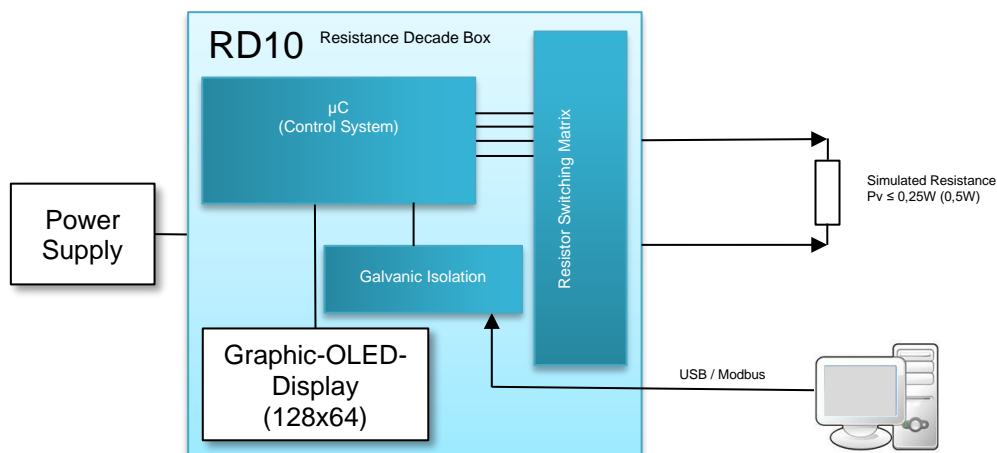 RD10
Resistance Decade Box
µC
(Control System)
Resistor Switching Matrix
Power
Supply
Simulated Resistance
Pv ≤ 0,25W (0,5W)
Galvanic Isolation
Graphic-OLED-
Display
(128x64)
USB / Modbus